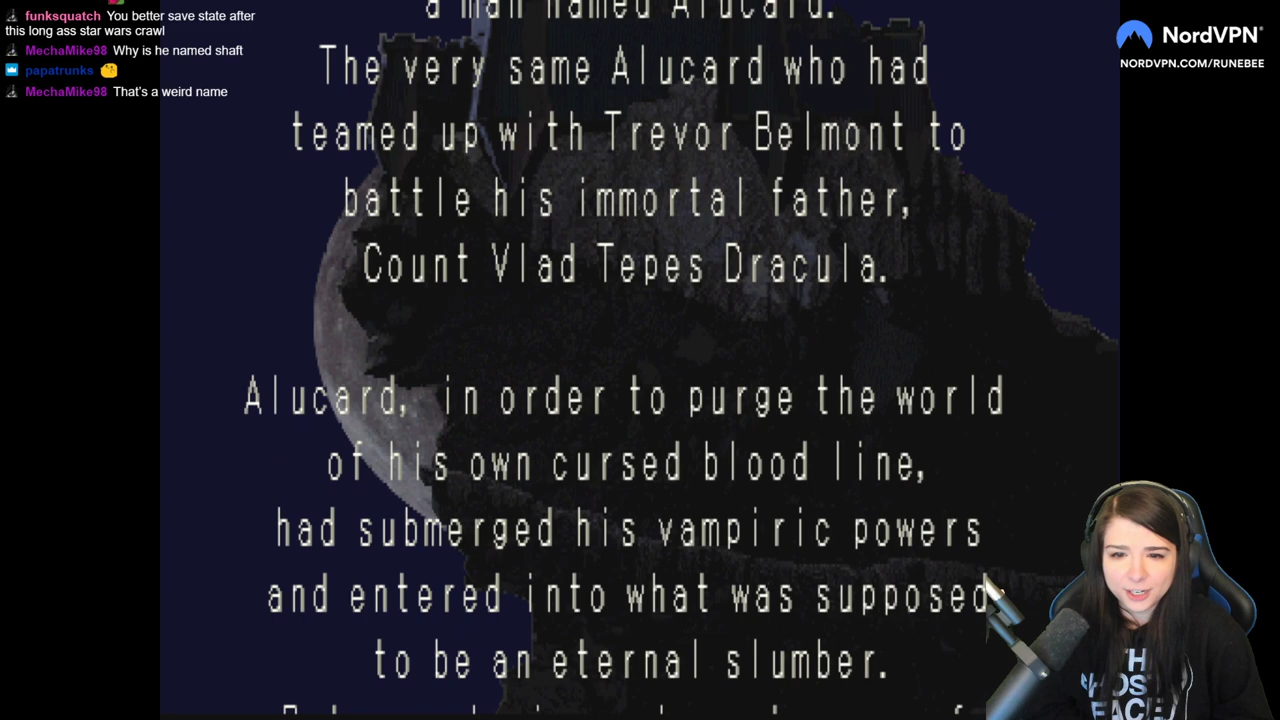 funksquatch You better save state after
this long ass star wars crawl
MechaMike98 Why is he named shaft
papatrunks
MechaMike98 That's a weird name
NordVPN®
NORDVPN.COM/RUNEBEE
a man named Alucard.
The very same Alucard who had
teamed up with Trevor Belmont to
battle his immortal father,
Count Vlad Tepes Dracula.
Alucard, in order to purge the world
of his own cursed blood line,
had submerged his vampiric powers
and entered into what was supposed
to be an eternal slumber.